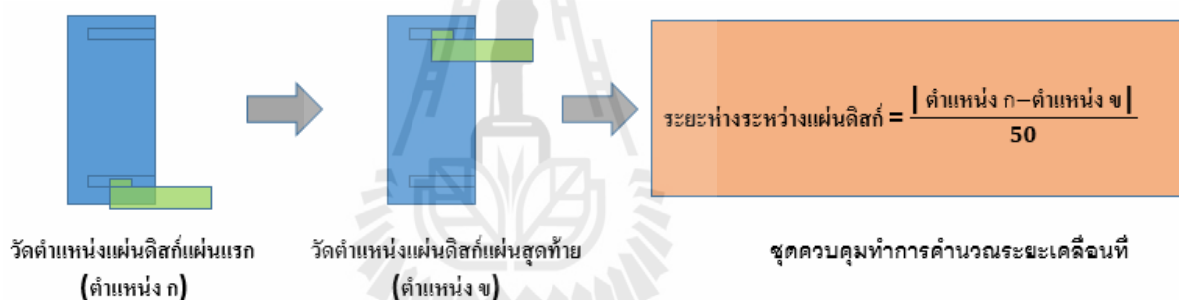 ระยะห่างระหว่างแผ่นดิสก์ = | ตำแหน่ง ก−ตำแหน่ง ข | / 50
วัดตำแหน่งแผ่นดิสก์แผ่นแรก
(ตำแหน่ง ก)
วัดตำแหน่งแผ่นดิสก์แผ่นสุดท้าย
(ตำแหน่ง ข)
ชุดควบคุมทำการคำนวณระยะเคลื่อนที่